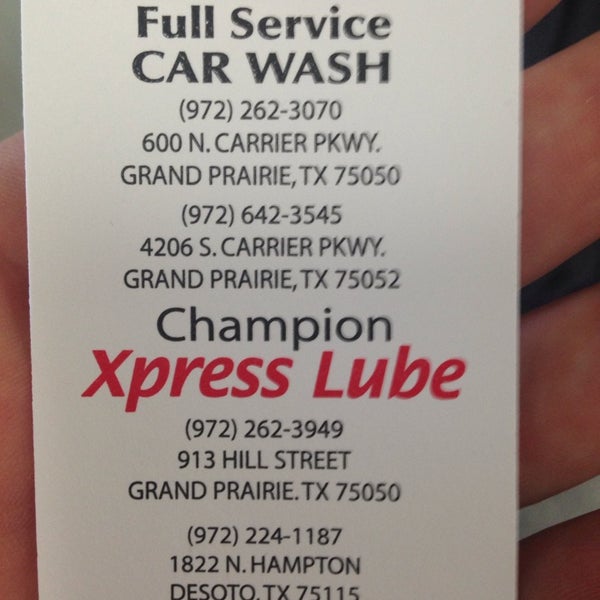 Full Service
CAR WASH
(972) 262-3070
600 N. CARRIER PKWY.
GRAND PRAIRIE, TX 75050
(972) 642-3545
4206 S. CARRIER PKWY.
GRAND PRAIRIE, TX 75052
Champion
Xpress Lube
(972) 262-3949
913 HILL STREET
GRAND PRAIRIE. TX 75050
(972) 224-1187
1822 N. HAMPTON
DESOTO, TX 75115